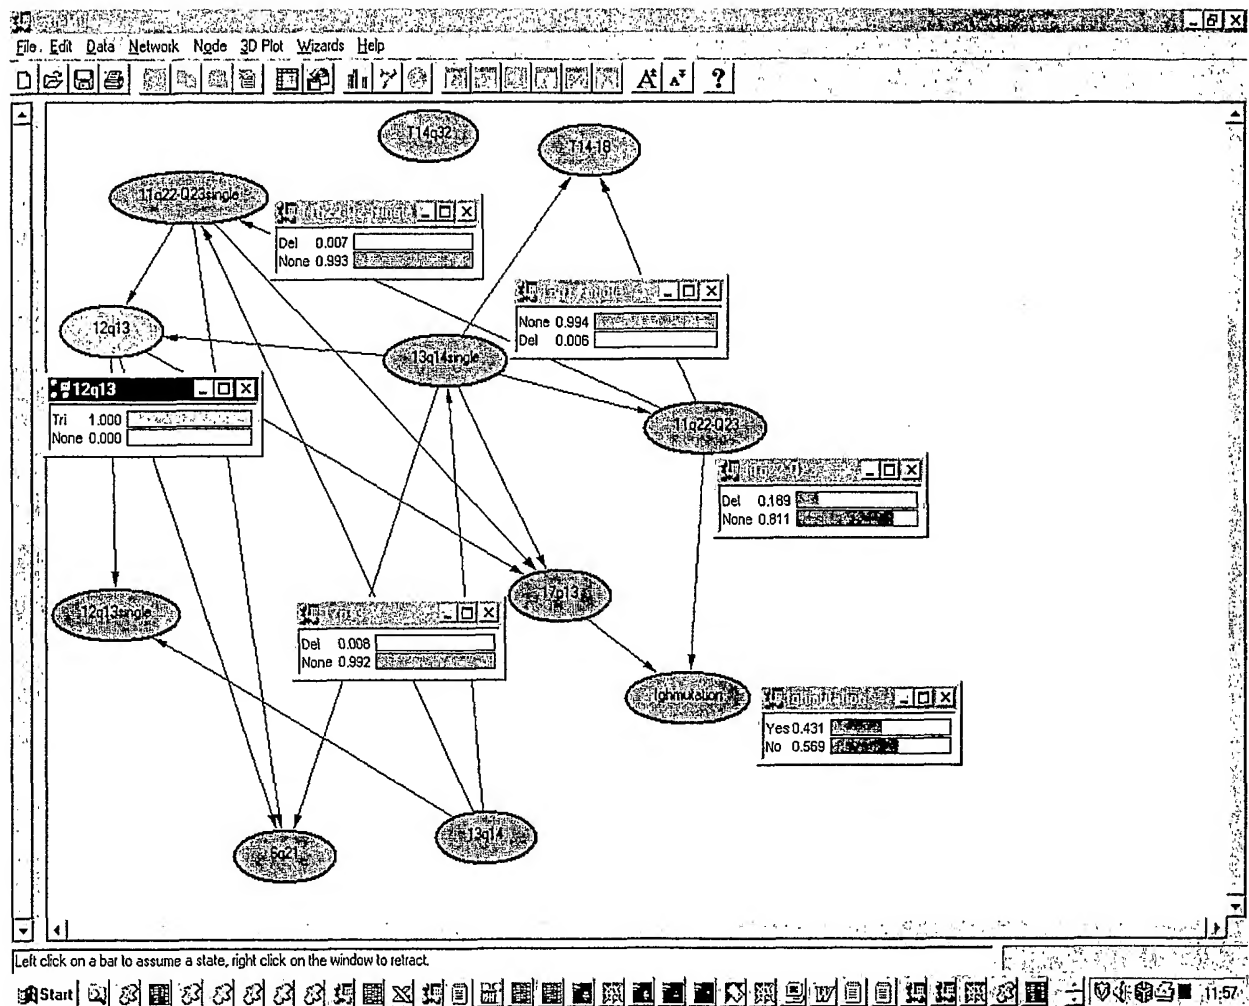 File Edit Data Network Node 3D Plot Wizards Help
T14q32
T14-18
11q22-Q23single
Del 0.007
None 0.993
None 0.994
Del 0.006
12q13
13q14single
12q13
Tri 1.000
None 0.000
11q22-Q23
Del 0.189
None 0.811
17p13
12q13single
Del 0.008
None 0.992
Ighmutation
Yes 0.431
No 0.569
13q14
6q21
Left click on a bar to assume a state, right click on the window to retract.
Start
11:57